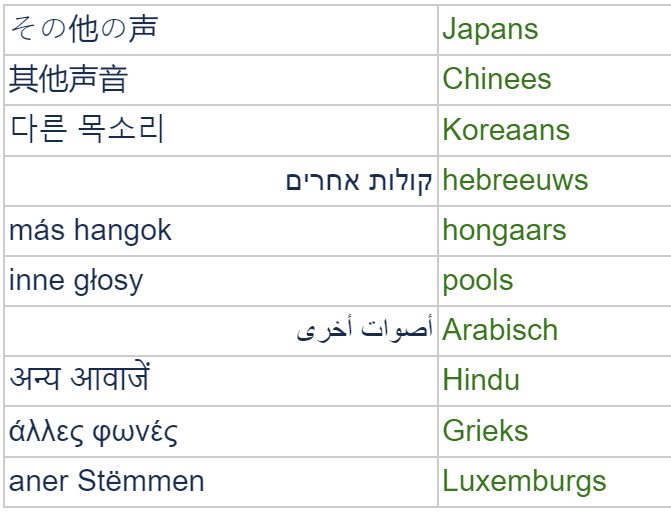 その他の声 Japans
其他声音 Chinees
다른 목소리 Koreaans
קולות אחרים hebreeuws
más hangok hongaars
inne głosy pools
أصوات أخرى Arabisch
अन्य आवाजें Hindu
άλλες φωνές Grieks
aner Stëmmen Luxemburgs